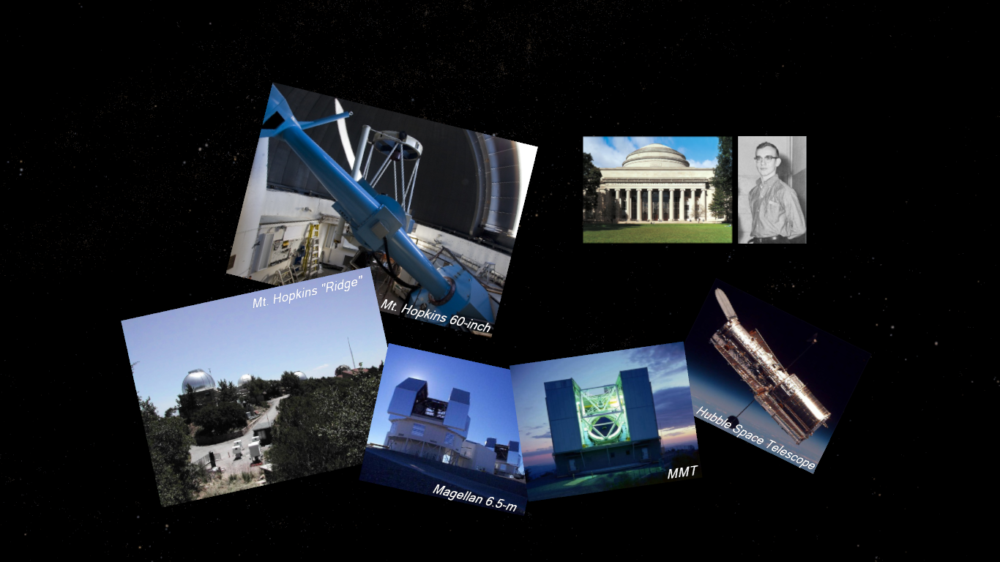 Mt. Hopkins "Ridge"
Mt. Hopkins 60-inch
Hubble Space Telescope
MMT
Magellan 6.5-m